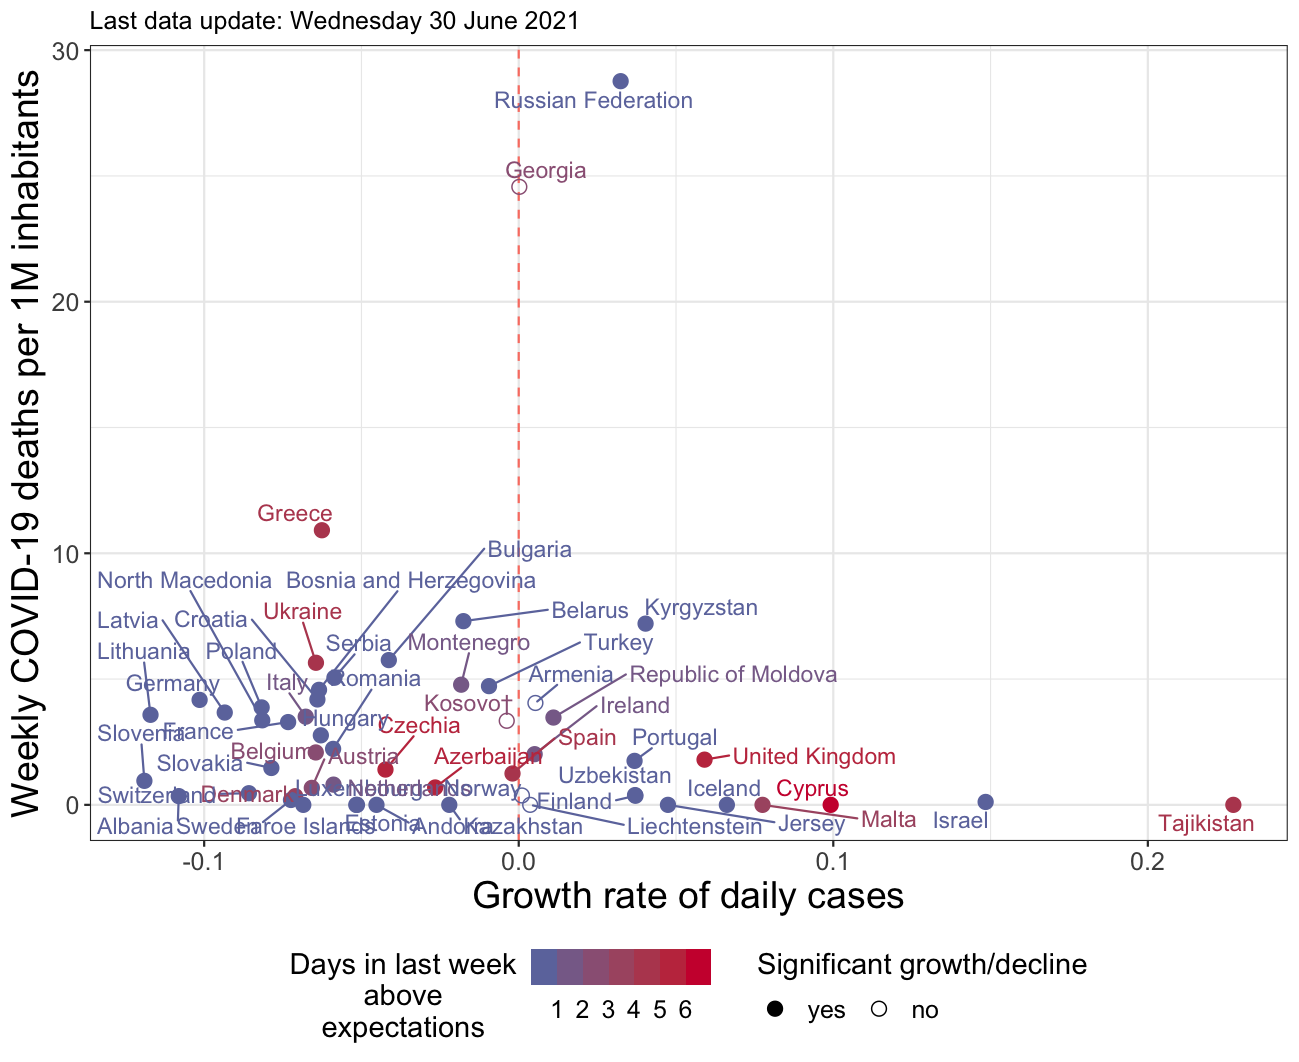 Last data update: Wednesday 30 June 2021
Weekly COVID-19 deaths per 1M inhabitants
30
20
10
0
Russian Federation
Georgia
Greece
Bulgaria
North Macedonia
Bosnia and Herzegovina
Ukraine
Belarus
Kyrgyzstan
Latvia
Croatia
Serbia
Montenegro
Turkey
Lithuania
Poland
Germany
Italy
Romania
Armenia
Republic of Moldova
Kosovo†
Ireland
Slovenia
France
Hungary
Czechia
Spain
Portugal
Slovakia
Belgium
Austria
Azerbaijan
United Kingdom
Uzbekistan
Switzerland
Denmark
Luxembourg
Netherlands
Norway
Finland
Iceland
Cyprus
Albania
Sweden
Faroe Islands
Estonia
Andorra
Kazakhstan
Liechtenstein
Jersey
Malta
Israel
Tajikistan
-0.1
0.0
0.1
0.2
Growth rate of daily cases
Days in last week
above
expectations
1 2 3 4 5 6
Significant growth/decline
yes
no